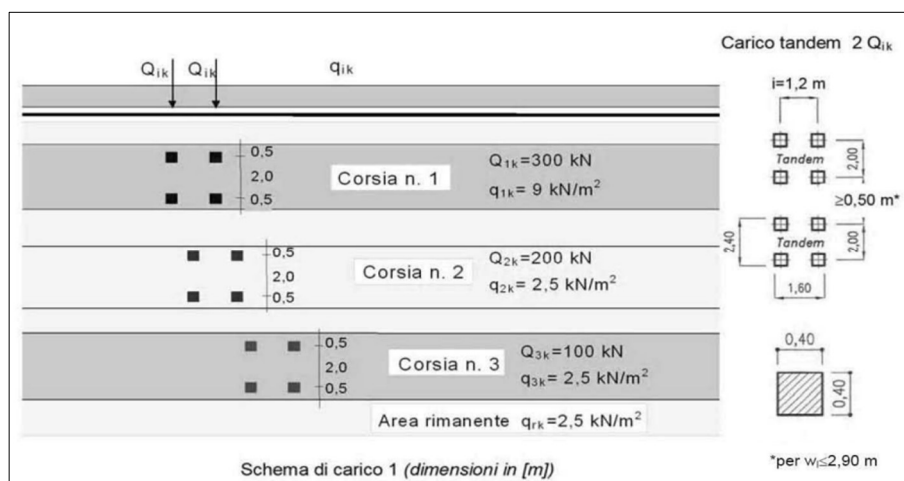 Carico tandem 2 Qik
Qik Qik qik
i=1,2 m
Tandem
2,00
≥0,50 m*
Tandem
2,00
2,40
1,60
0,5
2,0
0,5
Corsia n. 1
Q1k=300 kN
q1k= 9 kN/m²
0,5
2,0
0,5
Corsia n. 2
Q2k=200 kN
q2k= 2,5 kN/m²
0,5
2,0
0,5
Corsia n. 3
Q3k=100 kN
q3k= 2,5 kN/m²
Area rimanente qrk=2,5 kN/m²
0,40
0,40
*per wl≤2,90 m
Schema di carico 1 (dimensioni in [m])